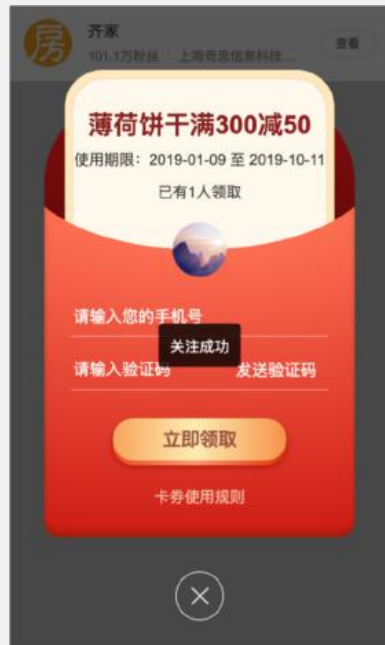 房
齐家
101.1万粉丝 上海奇思信息科技...
查看
薄荷饼干满300减50
使用期限：2019-01-09 至 2019-10-11
已有1人领取
请输入您的手机号
关注成功
请输入验证码 发送验证码
立即领取
卡券使用规则